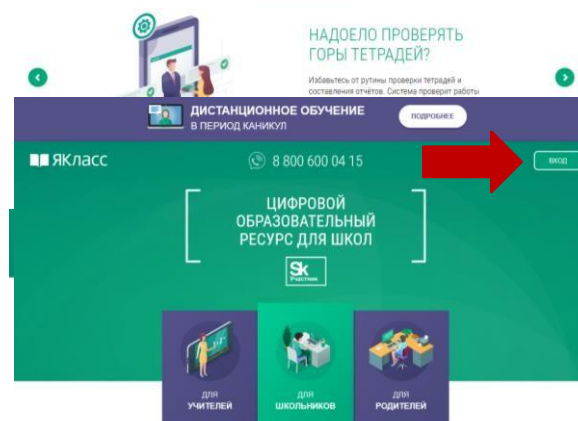 НАДОЕЛО ПРОВЕРЯТЬ
ГОРЫ ТЕТРАДЕЙ?
Избавьтесь от рутины проверки тетрадей и
составления отчётов. Система проверит работы
ДИСТАНЦИОННОЕ ОБУЧЕНИЕ
В ПЕРИОД КАНИКУЛ
ПОДРОБНЕЕ
ЯКласс
8 800 600 04 15
ВХОД
ЦИФРОВОЙ
ОБРАЗОВАТЕЛЬНЫЙ
РЕСУРС ДЛЯ ШКОЛ
Sk
Участник
ДЛЯ
УЧИТЕЛЕЙ
ДЛЯ
ШКОЛЬНИКОВ
ДЛЯ
РОДИТЕЛЕЙ